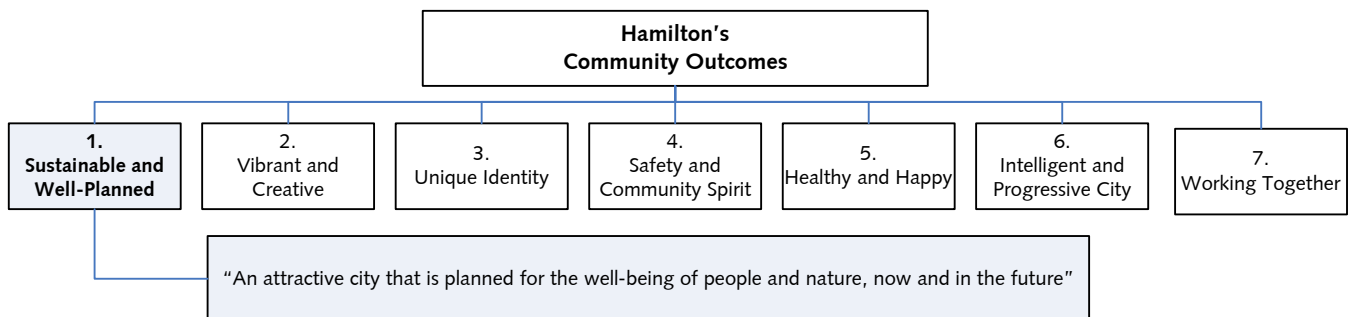 Hamilton’s
Community Outcomes
1.
Sustainable and
Well-Planned
2.
Vibrant and
Creative
3.
Unique Identity
4.
Safety and
Community Spirit
5.
Healthy and Happy
6.
Intelligent and
Progressive City
7.
Working Together
“An attractive city that is planned for the well-being of people and nature, now and in the future”